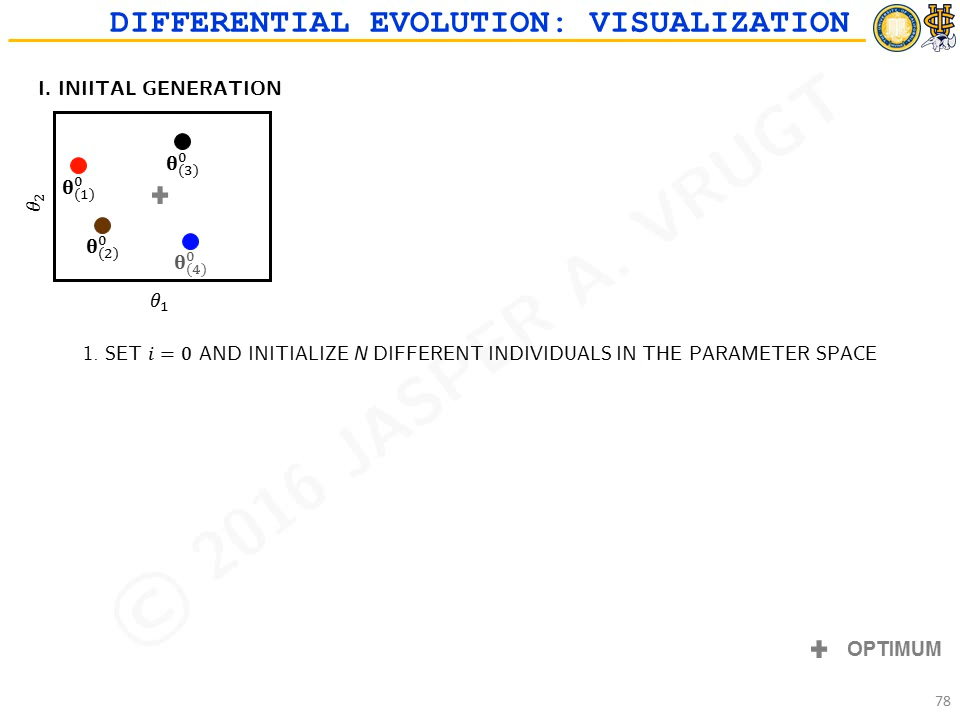 DIFFERENTIAL EVOLUTION: VISUALIZATION
I. INIITAL GENERATION
θ⁰₍₃₎
θ⁰₍₁₎
θ₂
θ⁰₍₂₎
θ⁰₍₄₎
θ₁
1. SET i = 0 AND INITIALIZE N DIFFERENT INDIVIDUALS IN THE PARAMETER SPACE
© 2016 JASPER A. VRUGT
OPTIMUM
78